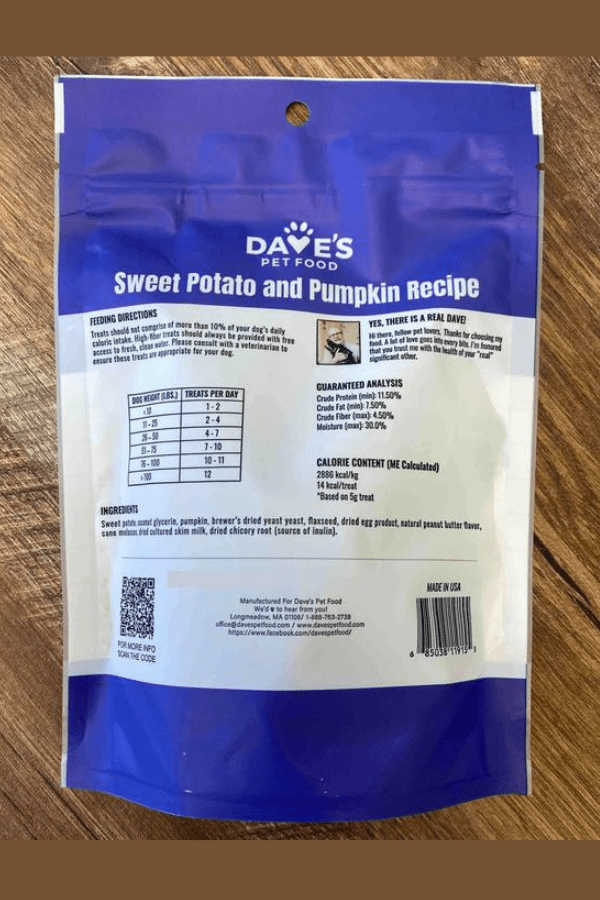 DAVE'S
PET FOOD
Sweet Potato and Pumpkin Recipe
FEEDING DIRECTIONS
Treats should not comprise of more than 10% of your dog's daily
caloric intake. High-fiber treats should always be provided with free
access to fresh, clean water. Please consult with a veterinarian to
ensure these treats are appropriate for your dog.
DOG WEIGHT (LBS.) TREATS PER DAY
<10 1-2
11-25 2-4
26-50 4-7
51-75 7-10
76-100 10-11
>100 12
YES, THERE IS A REAL DAVE!
Hi there, fellow pet lovers. Thanks for choosing my
food. A lot of love goes into every bite. I'm honored
that you trust me with the health of your "real"
significant other.
GUARANTEED ANALYSIS
Crude Protein (min): 11.50%
Crude Fat (min): 7.50%
Crude Fiber (max): 4.50%
Moisture (max): 30.0%
CALORIE CONTENT (ME Calculated)
2886 kcal/kg
14 kcal/treat
*Based on 5g treat
INGREDIENTS
Sweet potato, coconut glycerin, pumpkin, brewer's dried yeast yeast, flaxseed, dried egg product, natural peanut butter flavor,
cane molasses, dried cultured skim milk, dried chicory root (source of inulin).
FOR MORE INFO
SCAN THE CODE
Manufactured For Dave's Pet Food
We'd ♥ to hear from you!
Longmeadow, MA 01106/ 1-888-763-2738
office@davespetfood.com / www.davespetfood.com
https://www.facebook.com/davespetfood/
MADE IN USA
6 85038 11915